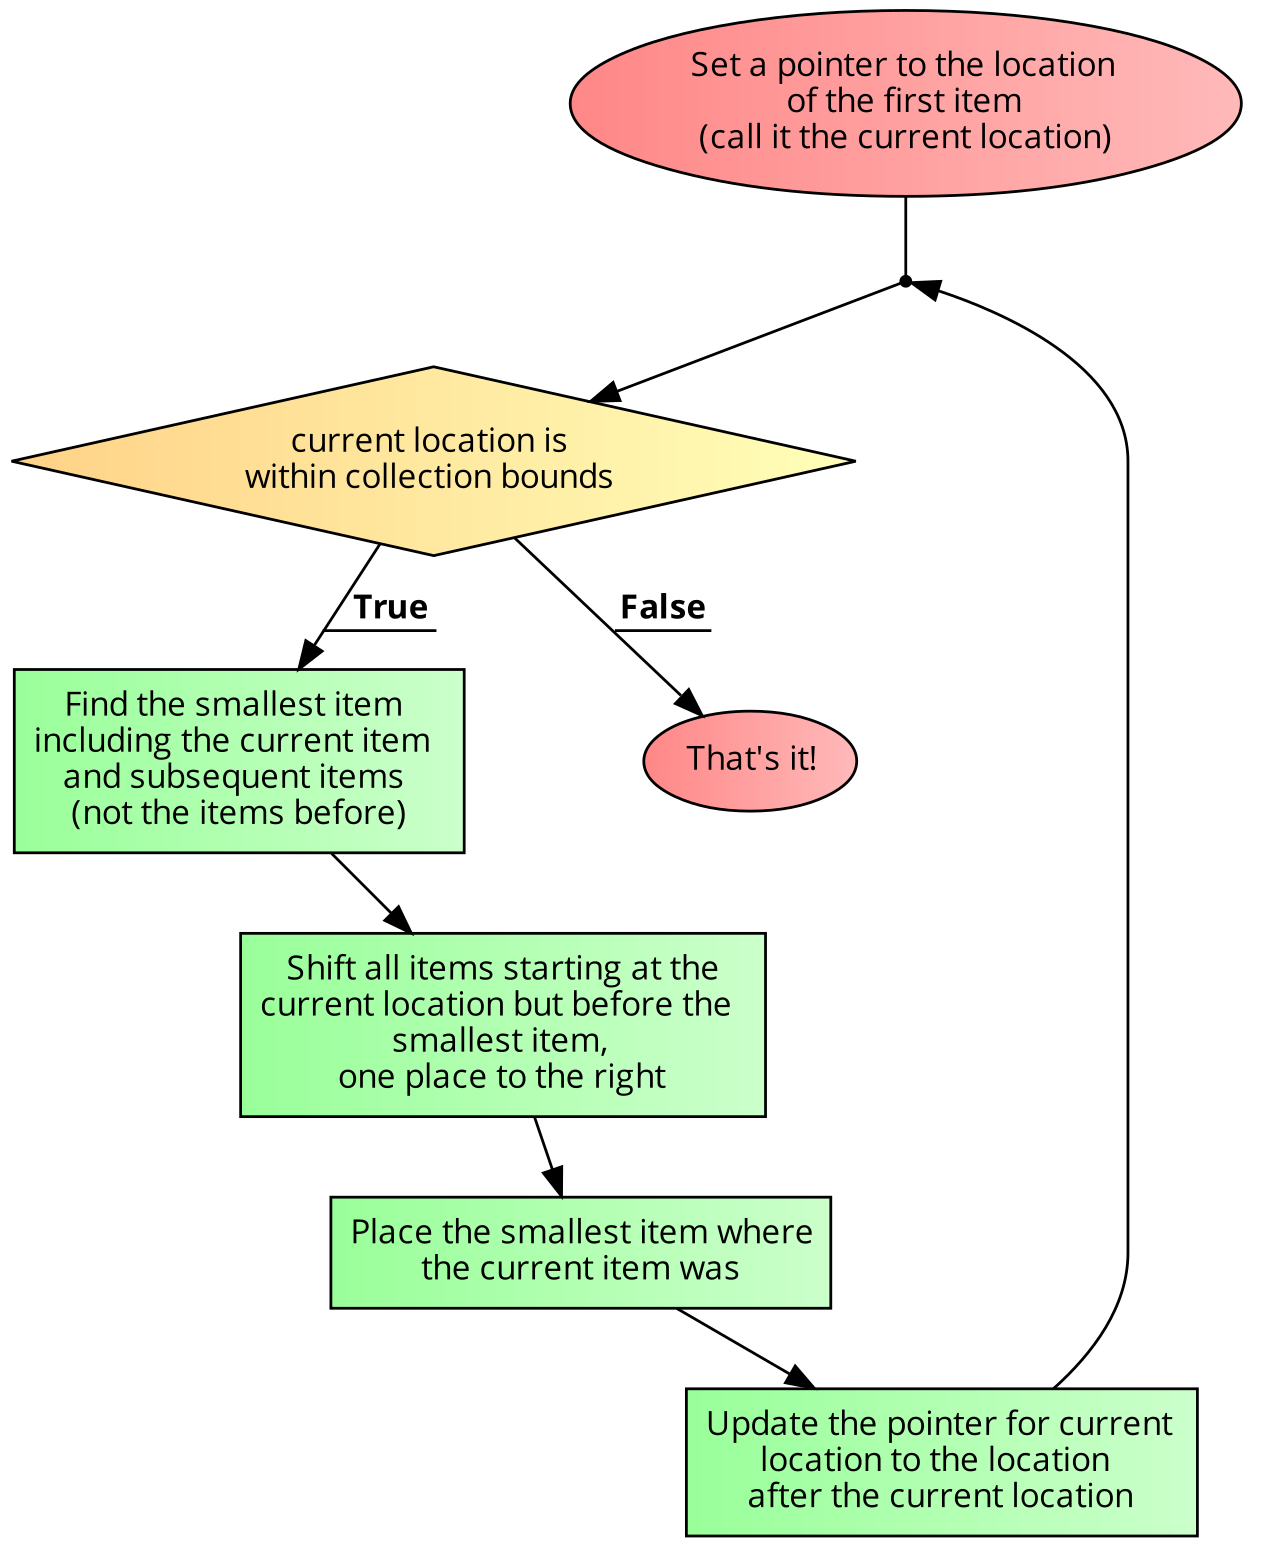 Set a pointer to the location
of the first item
(call it the current location)
current location is
within collection bounds
True
False
Find the smallest item
including the current item
and subsequent items
(not the items before)
That's it!
Shift all items starting at the
current location but before the
smallest item,
one place to the right
Place the smallest item where
the current item was
Update the pointer for current
location to the location
after the current location